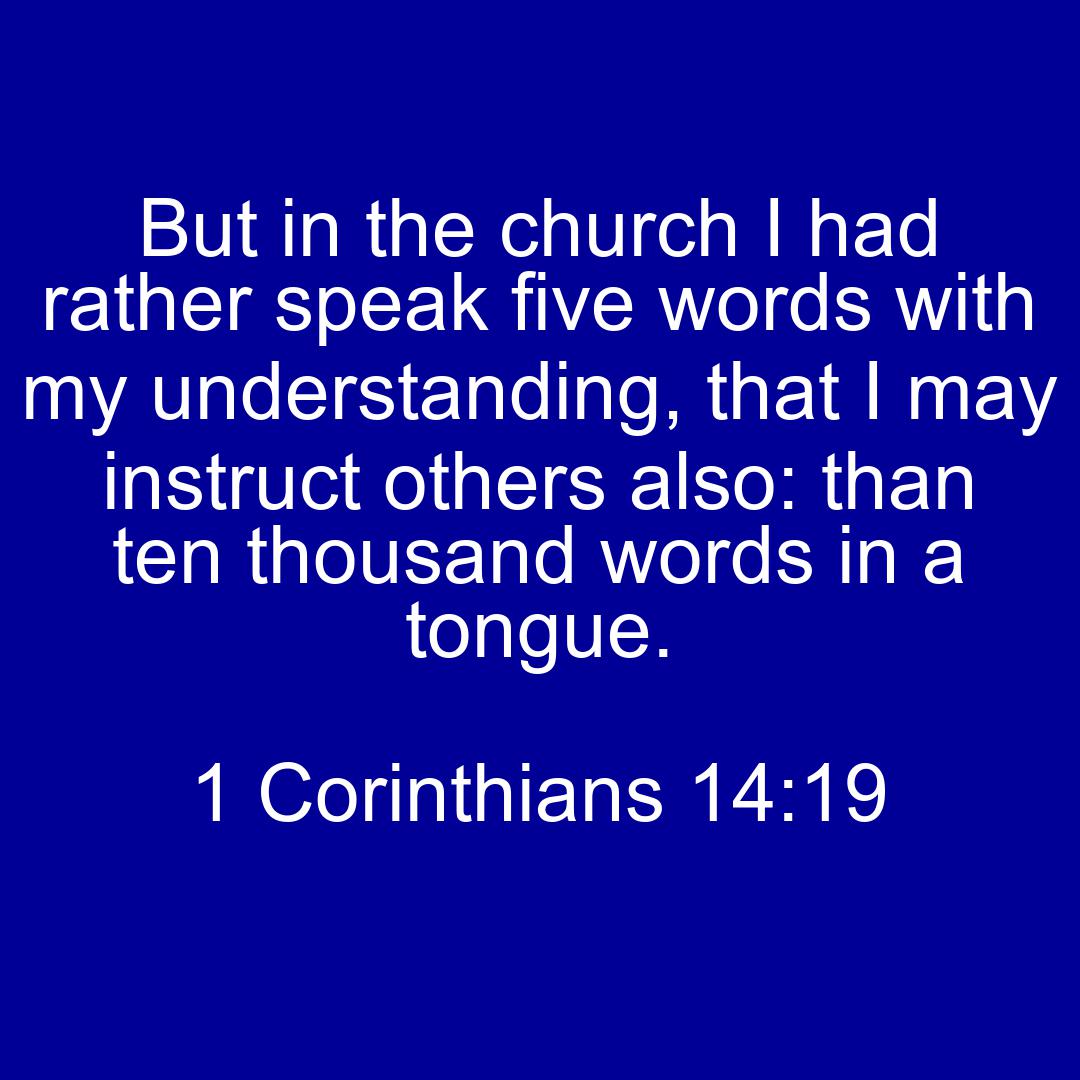 But in the church I had
rather speak five words with
my understanding, that I may
instruct others also: than
ten thousand words in a
tongue.
1 Corinthians 14:19